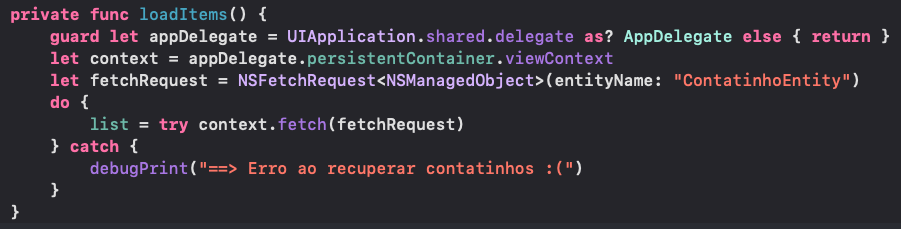 private func loadItems() {
    guard let appDelegate = UIApplication.shared.delegate as? AppDelegate else { return }
    let context = appDelegate.persistentContainer.viewContext
    let fetchRequest = NSFetchRequest<NSManagedObject>(entityName: "ContatinhoEntity")
    do {
        list = try context.fetch(fetchRequest)
    } catch {
        debugPrint("==> Erro ao recuperar contatinhos :(")
    }
}